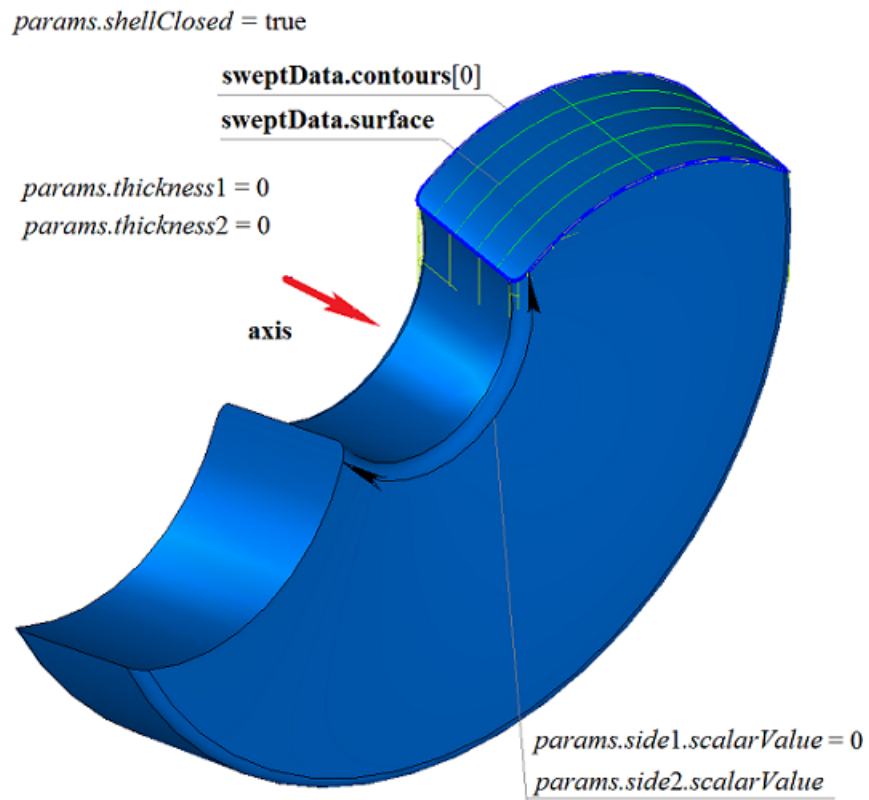 params.shellClosed = true
sweptData.contours[0]
sweptData.surface
params.thickness1 = 0
params.thickness2 = 0
axis
params.side1.scalarValue = 0
params.side2.scalarValue